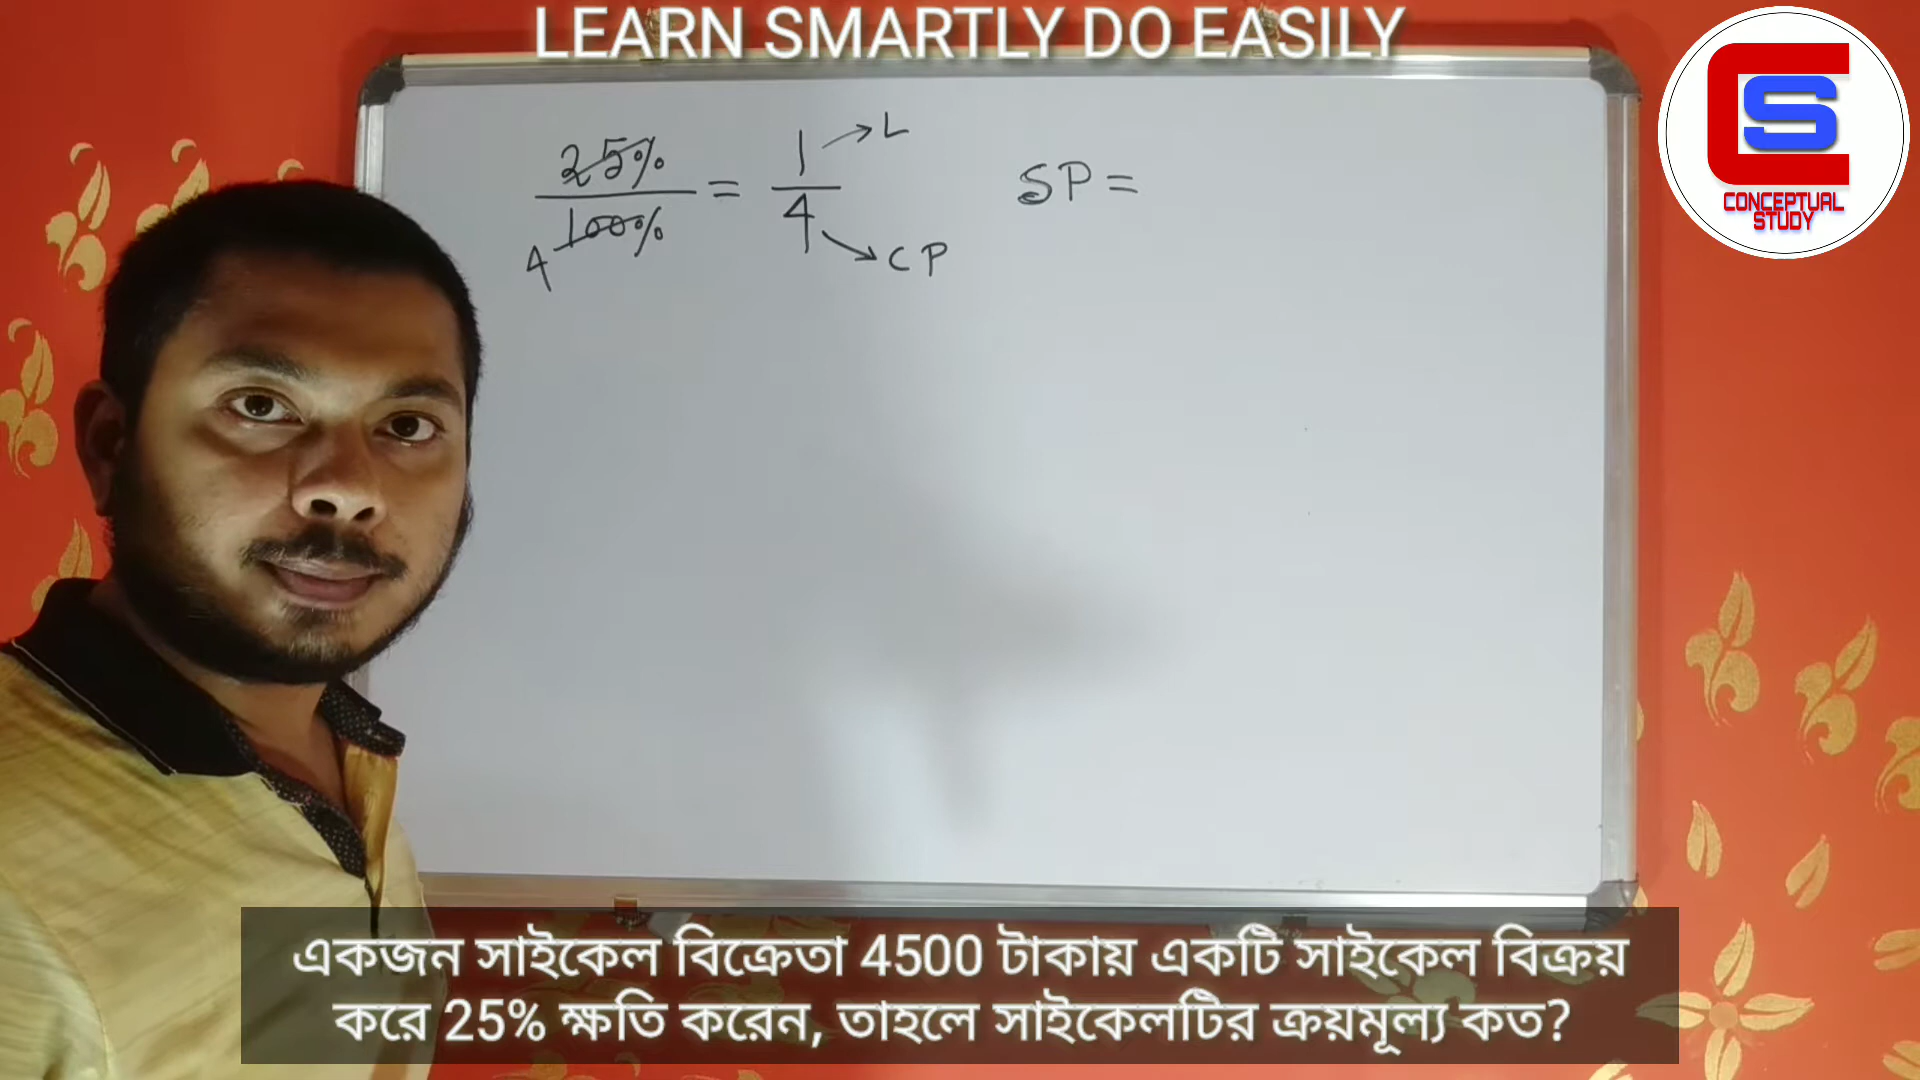 LEARN SMARTLY DO EASILY
CS
CONCEPTUAL
STUDY
25% / 100% = 1 / 4
4
L
CP
SP =
একজন সাইকেল বিক্রেতা 4500 টাকায় একটি সাইকেল বিক্রয়
করে 25% ক্ষতি করেন, তাহলে সাইকেলটির ক্রয়মূল্য কত?